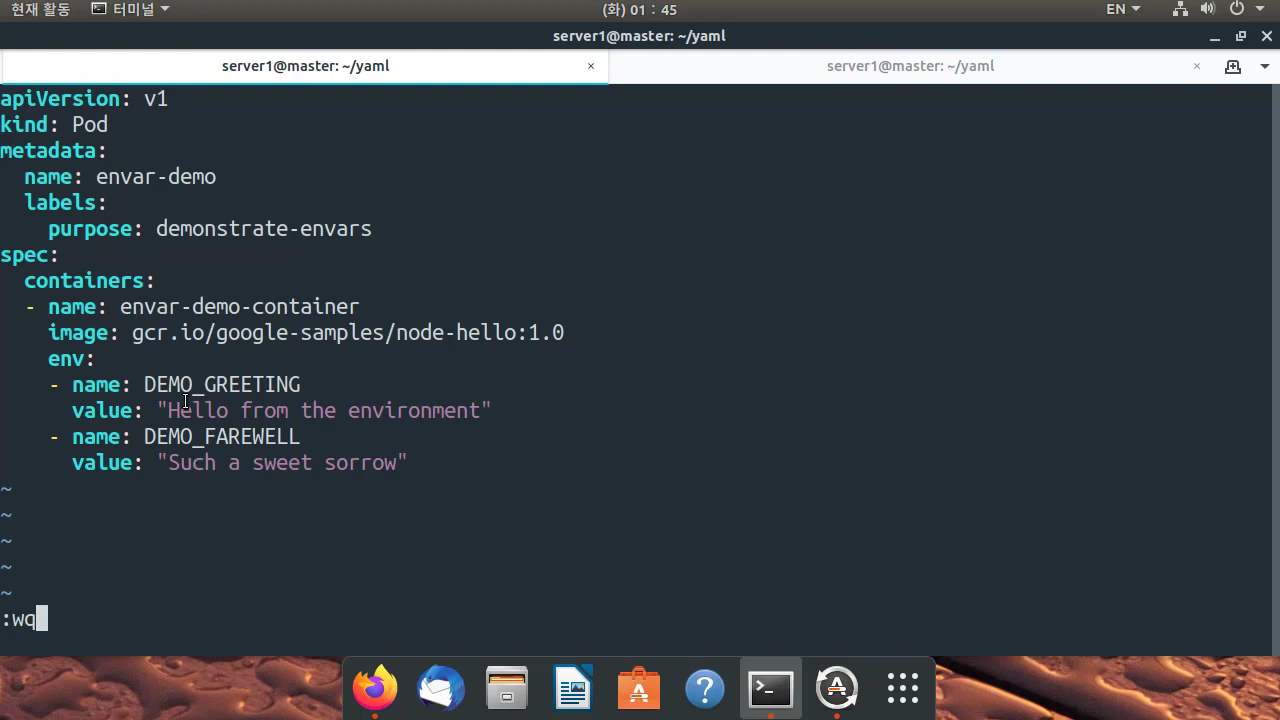 현재 활동 터미널 (화) 01 : 45 EN
server1@master: ~/yaml
server1@master: ~/yaml × server1@master: ~/yaml ×
apiVersion: v1
kind: Pod
metadata:
  name: envar-demo
  labels:
    purpose: demonstrate-envars
spec:
  containers:
  - name: envar-demo-container
    image: gcr.io/google-samples/node-hello:1.0
    env:
    - name: DEMO_GREETING
      value: "Hello from the environment"
    - name: DEMO_FAREWELL
      value: "Such a sweet sorrow"
~
~
~
~
~
:wq